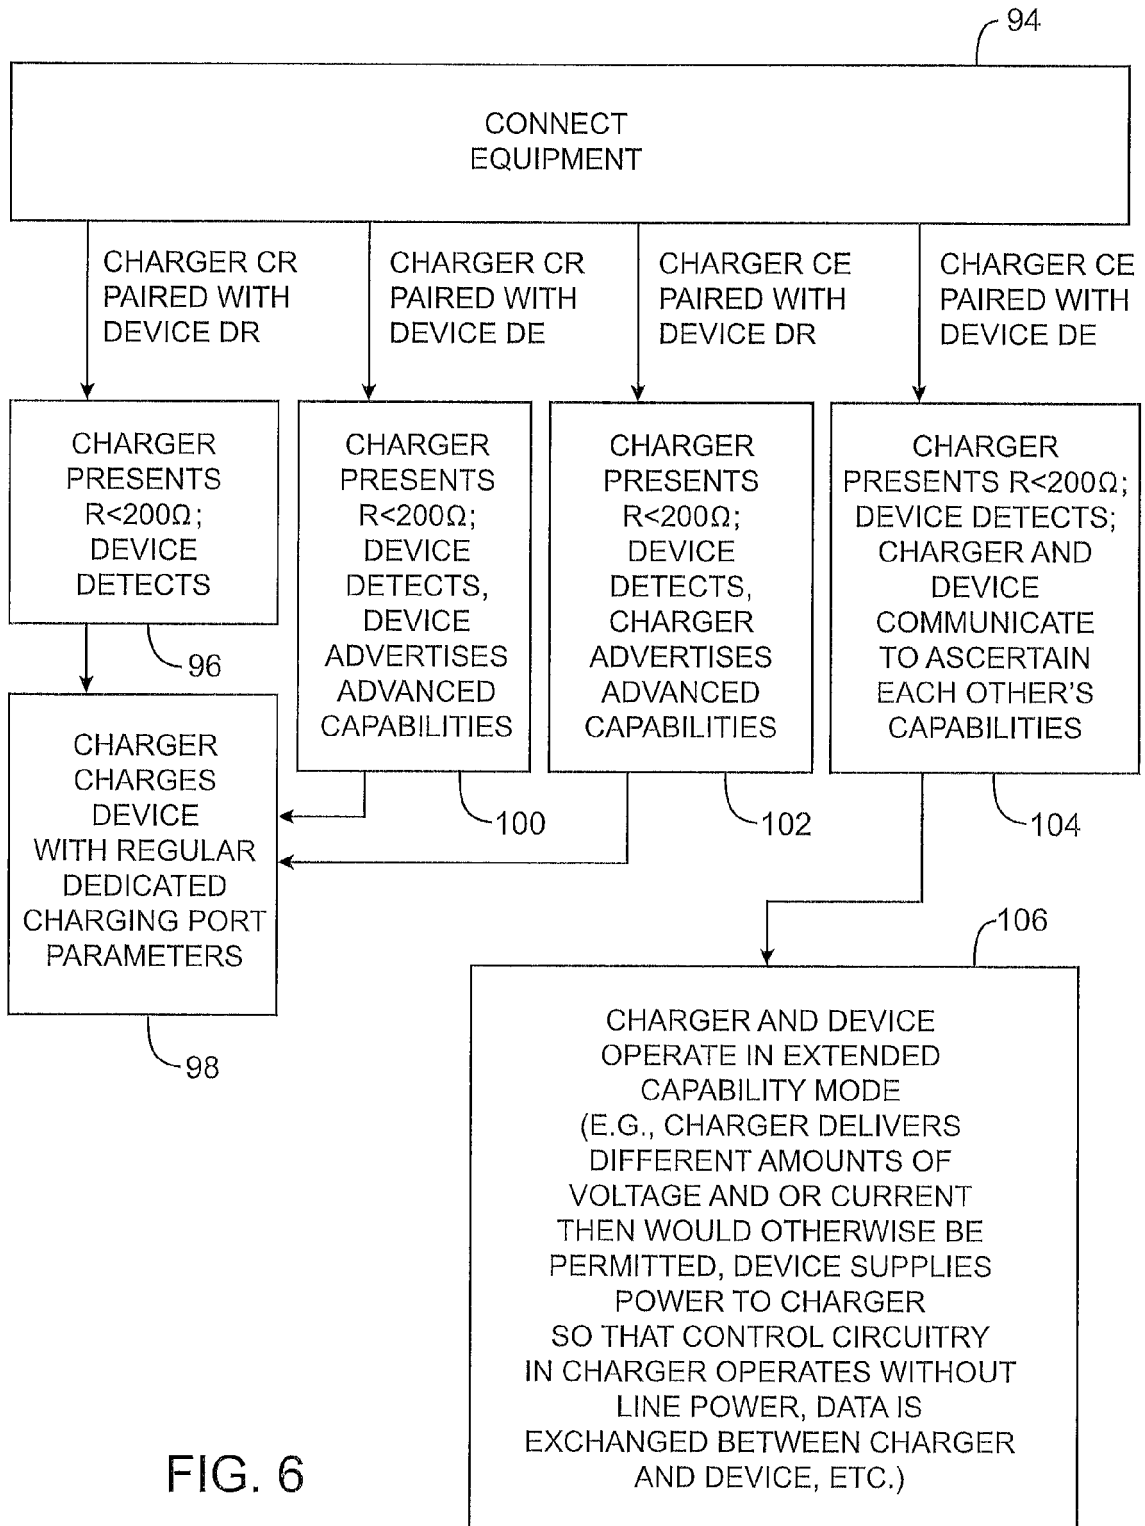 94
CONNECT
EQUIPMENT
CHARGER CR
PAIRED WITH
DEVICE DR
CHARGER CR
PAIRED WITH
DEVICE DE
CHARGER CE
PAIRED WITH
DEVICE DR
CHARGER CE
PAIRED WITH
DEVICE DE
CHARGER
PRESENTS
R<200Ω;
DEVICE
DETECTS
96
CHARGER
PRESENTS
R<200Ω;
DEVICE
DETECTS,
DEVICE
ADVERTISES
ADVANCED
CAPABILITIES
100
CHARGER
PRESENTS
R<200Ω;
DEVICE
DETECTS,
CHARGER
ADVERTISES
ADVANCED
CAPABILITIES
102
CHARGER
PRESENTS R<200Ω;
DEVICE DETECTS;
CHARGER AND
DEVICE
COMMUNICATE
TO ASCERTAIN
EACH OTHER'S
CAPABILITIES
104
CHARGER
CHARGES
DEVICE
WITH REGULAR
DEDICATED
CHARGING PORT
PARAMETERS
98
106
CHARGER AND DEVICE
OPERATE IN EXTENDED
CAPABILITY MODE
(E.G., CHARGER DELIVERS
DIFFERENT AMOUNTS OF
VOLTAGE AND OR CURRENT
THEN WOULD OTHERWISE BE
PERMITTED, DEVICE SUPPLIES
POWER TO CHARGER
SO THAT CONTROL CIRCUITRY
IN CHARGER OPERATES WITHOUT
LINE POWER, DATA IS
EXCHANGED BETWEEN CHARGER
AND DEVICE, ETC.)
FIG. 6